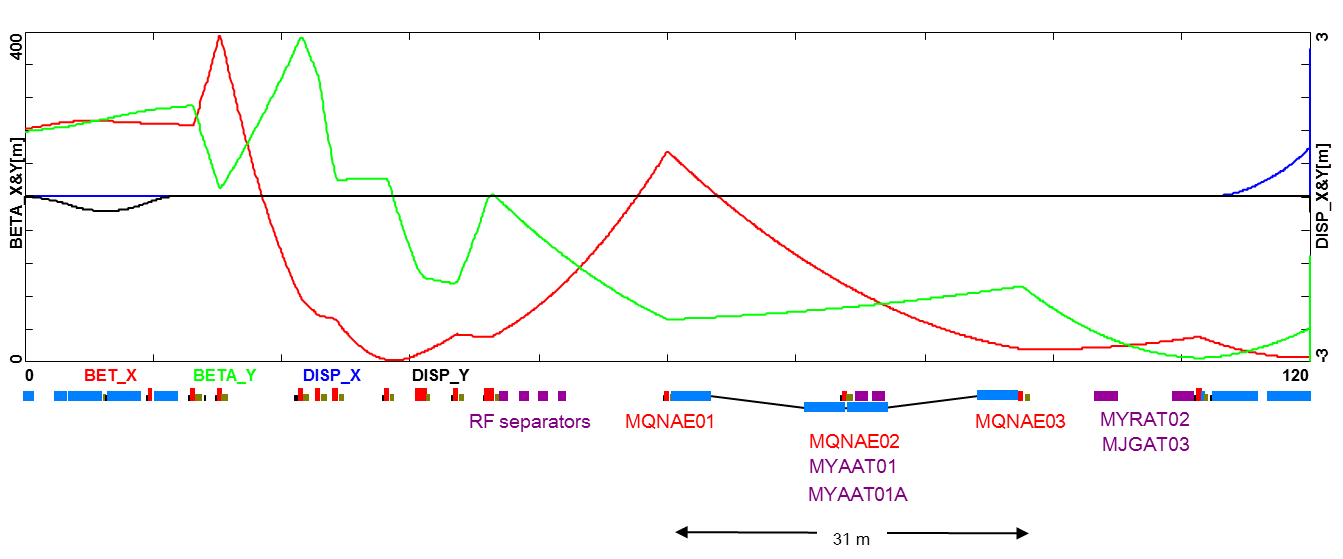 400
3
BETA_X&Y[m]
DISP_X&Y[m]
0
-3
0
BET_X
BETA_Y
DISP_X
DISP_Y
120
RF separators
MQNAE01
MQNAE02
MYAAT01
MYAAT01A
MQNAE03
MYRAT02
MJGAT03
31 m